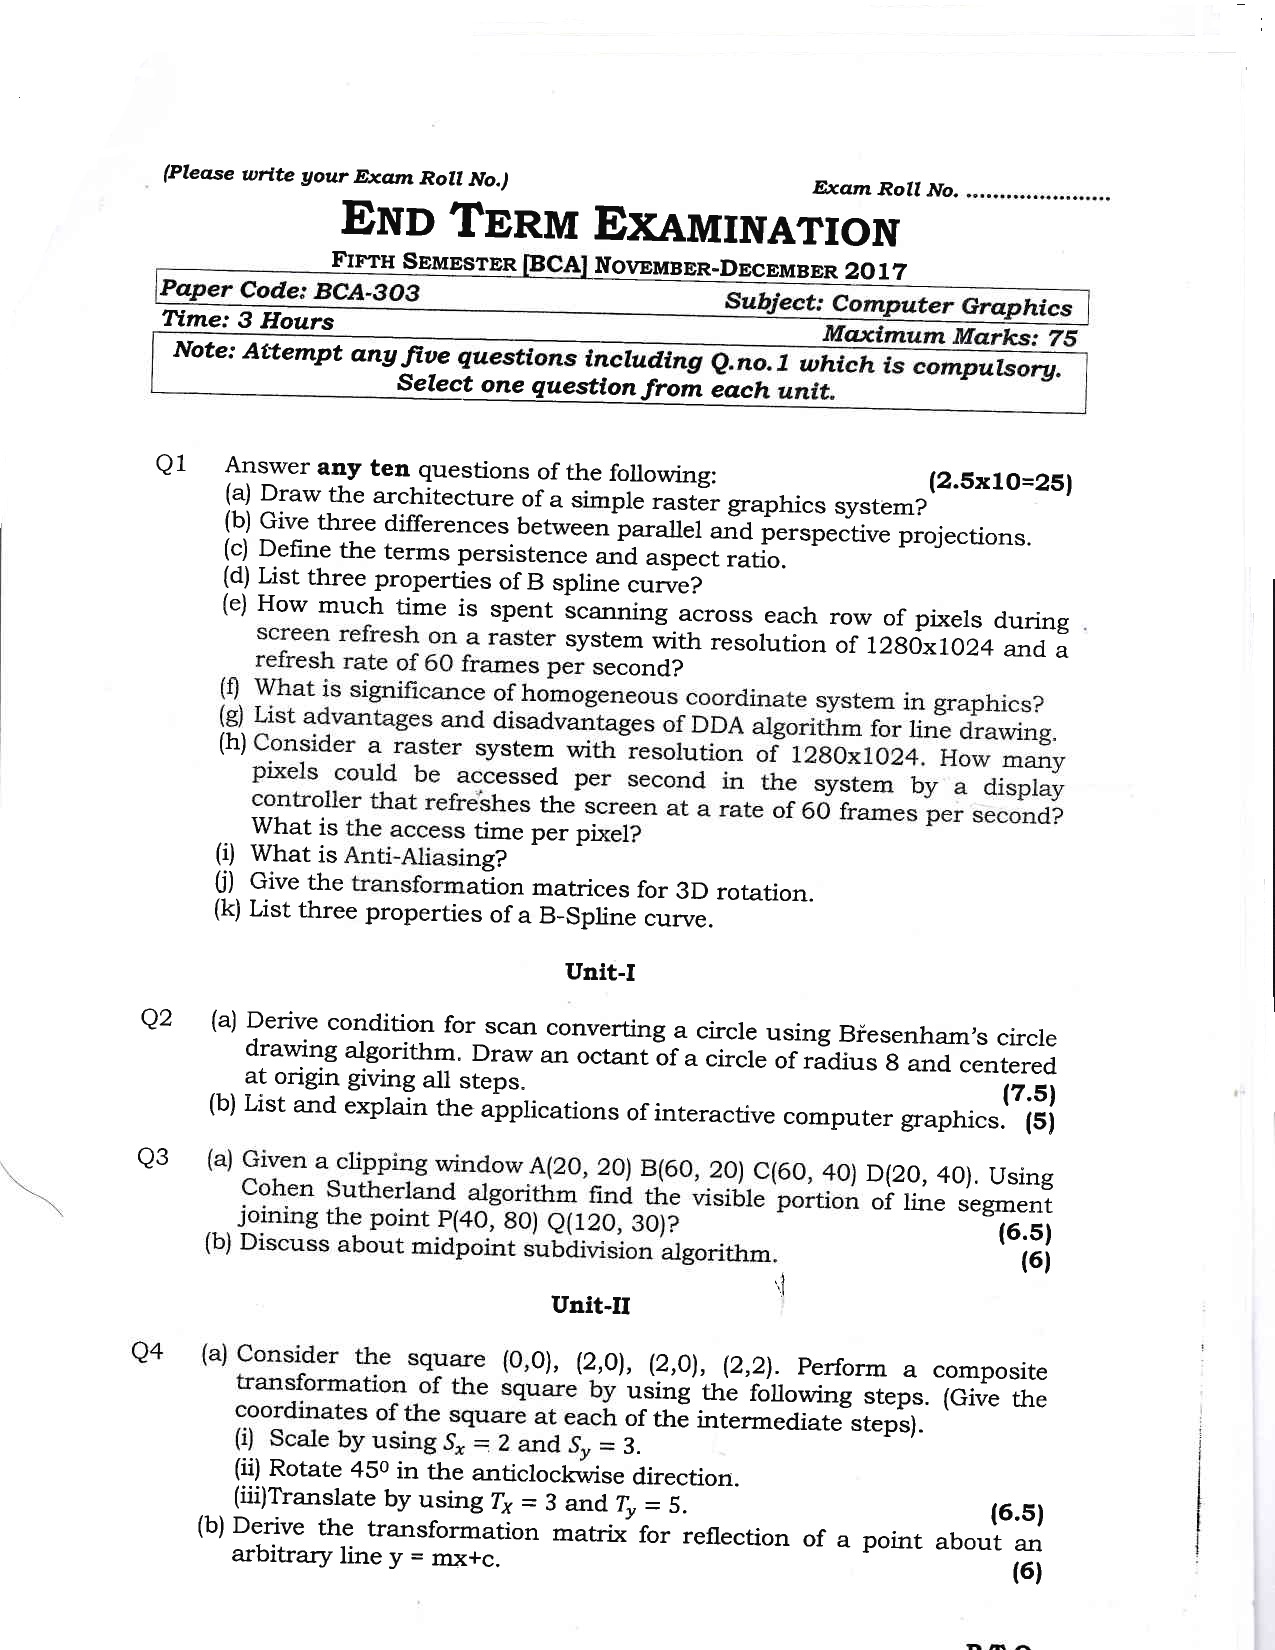 (Please write your Exam Roll No.)
Exam Roll No. ......................
END TERM EXAMINATION
FIFTH SEMESTER [BCA] NOVEMBER-DECEMBER 2017
Paper Code: BCA-303
Subject: Computer Graphics
Time: 3 Hours
Maximum Marks: 75
Note: Attempt any five questions including Q.no.1 which is compulsory.
Select one question from each unit.
Q1 Answer any ten questions of the following: (2.5x10=25)
(a) Draw the architecture of a simple raster graphics system?
(b) Give three differences between parallel and perspective projections.
(c) Define the terms persistence and aspect ratio.
(d) List three properties of B spline curve?
(e) How much time is spent scanning across each row of pixels during
screen refresh on a raster system with resolution of 1280x1024 and a
refresh rate of 60 frames per second?
(f) What is significance of homogeneous coordinate system in graphics?
(g) List advantages and disadvantages of DDA algorithm for line drawing.
(h) Consider a raster system with resolution of 1280x1024. How many
pixels could be accessed per second in the system by a display
controller that refreshes the screen at a rate of 60 frames per second?
What is the access time per pixel?
(i) What is Anti-Aliasing?
(j) Give the transformation matrices for 3D rotation.
(k) List three properties of a B-Spline curve.
Unit-I
Q2 (a) Derive condition for scan converting a circle using Bresenham's circle
drawing algorithm. Draw an octant of a circle of radius 8 and centered
at origin giving all steps. (7.5)
(b) List and explain the applications of interactive computer graphics. (5)
Q3 (a) Given a clipping window A(20, 20) B(60, 20) C(60, 40) D(20, 40). Using
Cohen Sutherland algorithm find the visible portion of line segment
joining the point P(40, 80) Q(120, 30)? (6.5)
(b) Discuss about midpoint subdivision algorithm. (6)
Unit-II
Q4 (a) Consider the square (0,0), (2,0), (2,0), (2,2). Perform a composite
transformation of the square by using the following steps. (Give the
coordinates of the square at each of the intermediate steps).
(i) Scale by using Sx = 2 and Sy = 3.
(ii) Rotate 45⁰ in the anticlockwise direction.
(iii)Translate by using Tx = 3 and Ty = 5. (6.5)
(b) Derive the transformation matrix for reflection of a point about an
arbitrary line y = mx+c. (6)